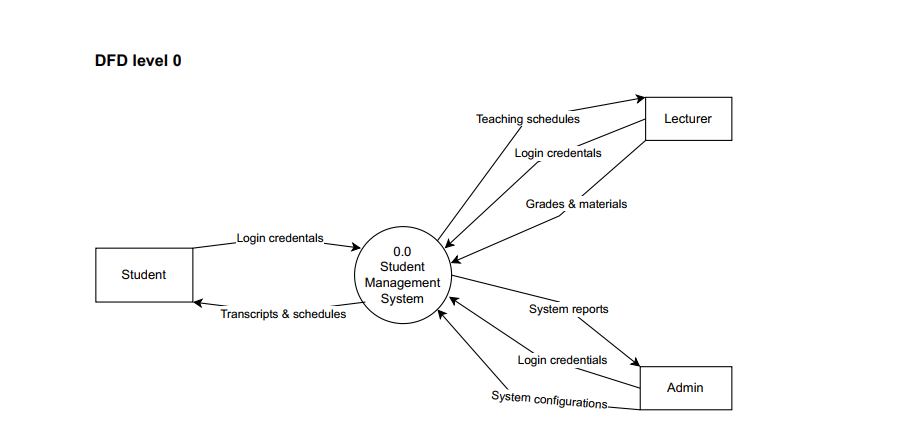 DFD level 0
Teaching schedules
Lecturer
Login credentals
Grades & materials
Login credentals
0.0
Student
Management
System
Student
Transcripts & schedules
System reports
Login credentials
Admin
System configurations